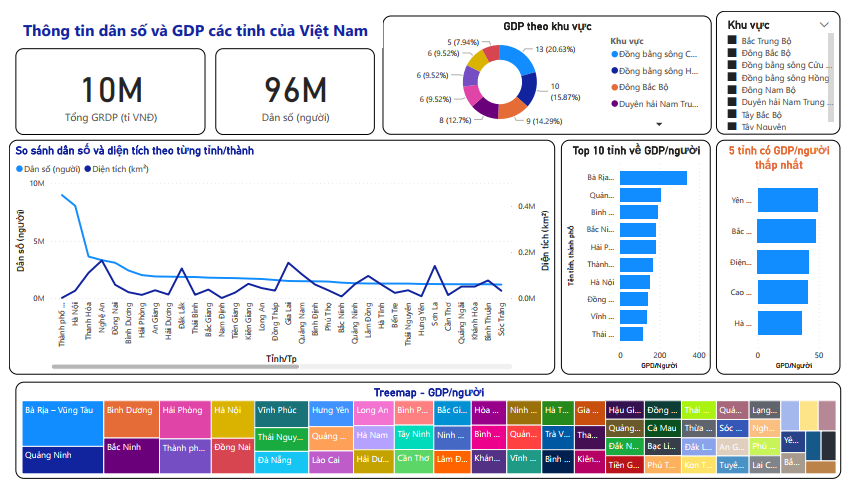 Thông tin dân số và GDP các tỉnh của Việt Nam
10M
Tổng GRDP (tỉ VNĐ)
96M
Dân số (người)
GDP theo khu vực
13 (20.63%)
10
(15.87%)
9 (14.29%)
8 (12.7%)
6 (9.52%)
6 (9.52%)
6 (9.52%)
5 (7.94%)
Khu vực
Đồng bằng sông C...
Đồng bằng sông H...
Đông Bắc Bộ
Duyên hải Nam Tru...
Khu vực
Bắc Trung Bộ
Đông Bắc Bộ
Đồng bằng sông Cửu ...
Đồng bằng sông Hồng
Đông Nam Bộ
Duyên hải Nam Trung ...
Tây Bắc Bộ
Tây Nguyên
So sánh dân số và diện tích theo từng tỉnh/thành
Dân số (người) Diện tích (km²)
10M
5M
0M
Dân số (người)
0.4M
0.2M
0.0M
Diện tích (km²)
Thành phố ...
Hà Nội
Thanh Hóa
Nghệ An
Đồng Nai
Bình Dương
Hải Phòng
An Giang
Hải Dương
Đắk Lắk
Thái Bình
Bắc Giang
Nam Định
Tiền Giang
Kiên Giang
Long An
Đồng Tháp
Gia Lai
Quảng Nam
Bình Định
Phú Thọ
Bắc Ninh
Quảng Ninh
Lâm Đồng
Hà Tĩnh
Bến Tre
Thái Nguyên
Hưng Yên
Sơn La
Cần Thơ
Quảng Ngãi
Khánh Hòa
Bình Thuận
Sóc Trăng
Tỉnh/Tp
Top 10 tỉnh về GDP/người
Tên tỉnh, thành phố
Bà Rịa...
Quản...
Bình ...
Bắc Ni...
Hải P...
Thành...
Hà Nội
Đồng ...
Vĩnh ...
Thái ...
0 200 400
GPD/Người
5 tỉnh có GDP/người
thấp nhất
Yên ...
Bắc ...
Điện...
Cao ...
Hà ...
0 50
GPD/Người
Treemap - GDP/người
Bà Rịa – Vũng Tàu Bình Dương Hải Phòng Hà Nội Vĩnh Phúc Hưng Yên Long An Bình P... Bắc Gi... Hòa ... Ninh ... Hà T... Gia ... Hậu Gi... Đồng ... Thái ... Quả... Lạng...
Quảng... Cà Mau Thừa ... Sóc ... Ngh...
Thái Nguy... Quảng ... Hà Nam Tây Ninh Ninh ... Bình ... Quản... Trà V... Tha...
Quảng Ninh Bắc Ninh Thành ph... Đồng Nai Đắk N... Bạc Li... Đắk L... An G... Phú ... Yê...
Đà Nẵng Lào Cai Hải Dư... Cần Thơ Lâm Đ... Khán... Vĩnh ... Bình ... Kiên... Tiền G... Phú T... Kon T... Tuyê... Lai C... Bắ...